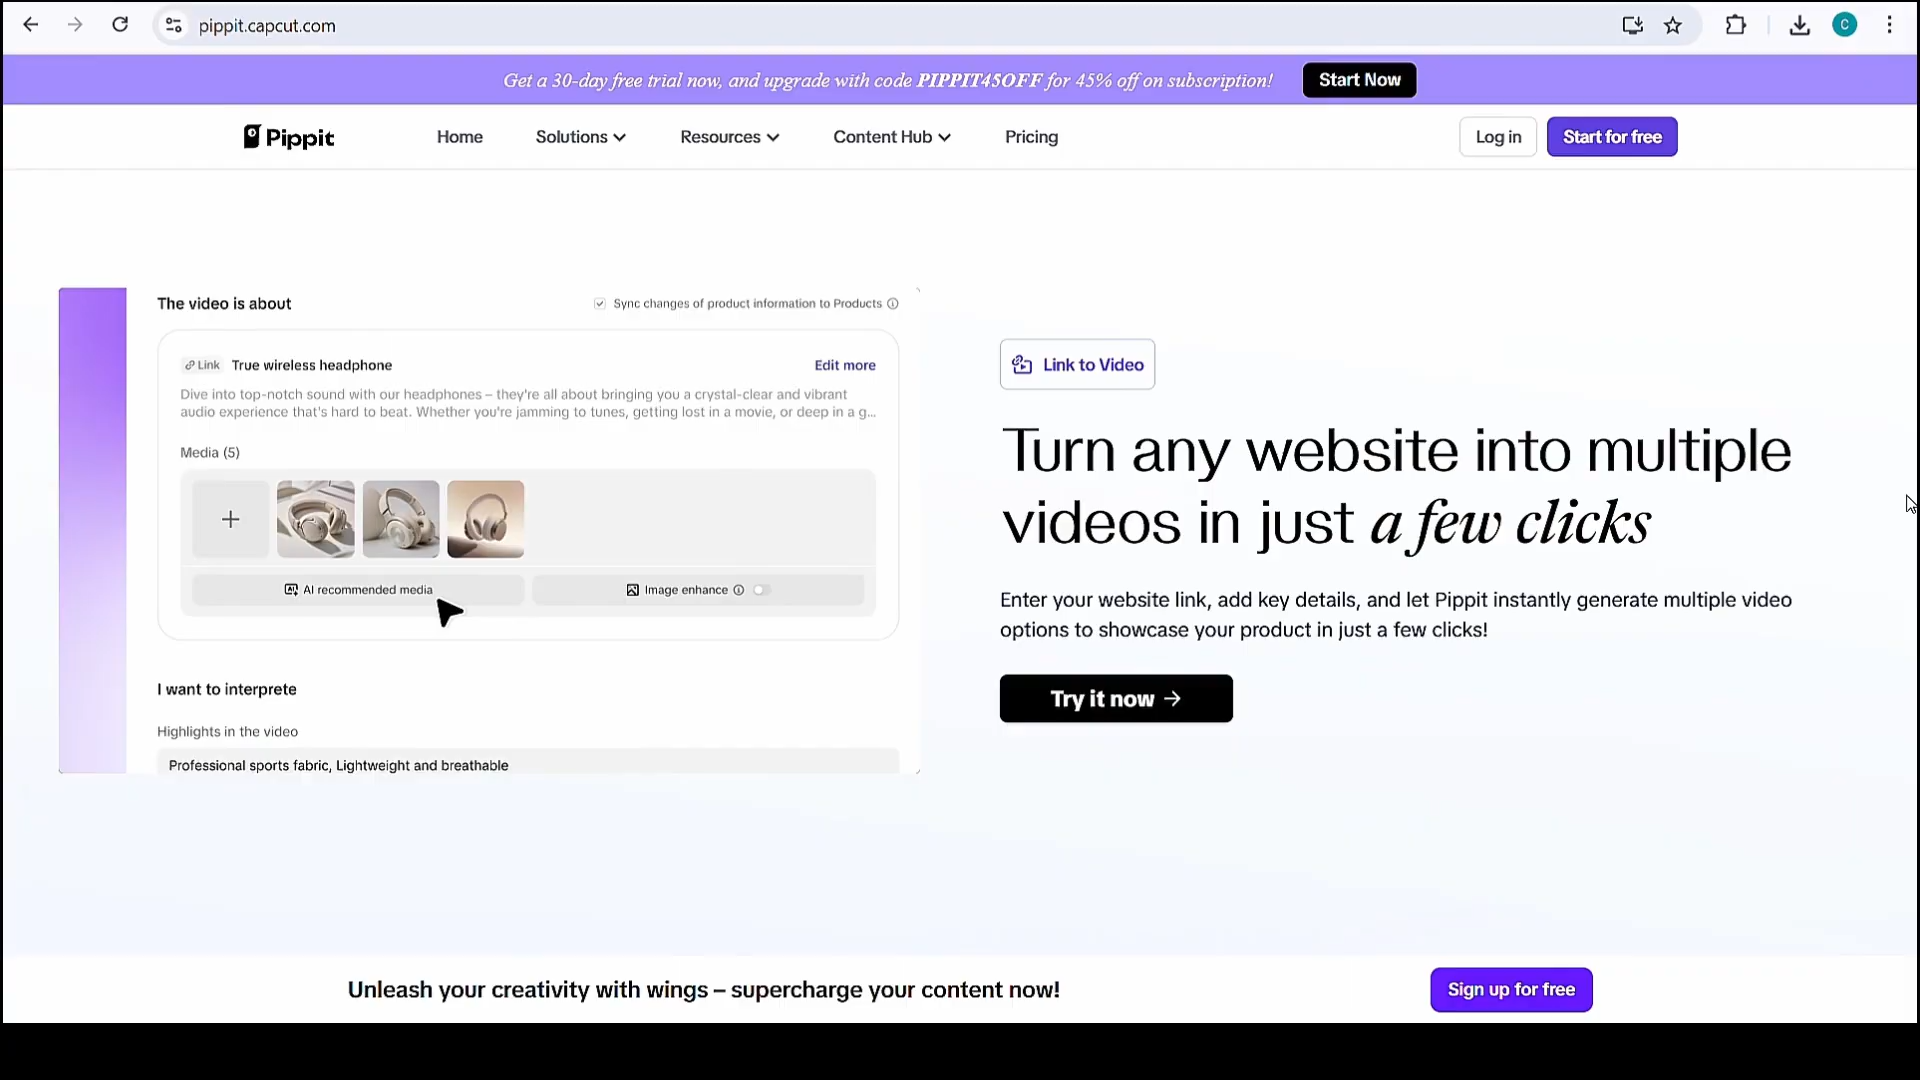 pippit.capcut.com
C
Get a 30-day free trial now, and upgrade with code PIPPIT45OFF for 45% off on subscription!
Start Now
Pippit
Home
Solutions
Resources
Content Hub
Pricing
Log in
Start for free
The video is about
Sync changes of product information to Products
Link
True wireless headphone
Edit more
Dive into top-notch sound with our headphones – they're all about bringing you a crystal-clear and vibrant
audio experience that's hard to beat. Whether you're jamming to tunes, getting lost in a movie, or deep in a g...
Media (5)
AI recommended media
Image enhance
I want to interprete
Highlights in the video
Professional sports fabric, Lightweight and breathable
Link to Video
Turn any website into multiple
videos in just a few clicks
Enter your website link, add key details, and let Pippit instantly generate multiple video
options to showcase your product in just a few clicks!
Try it now →
Unleash your creativity with wings – supercharge your content now!
Sign up for free